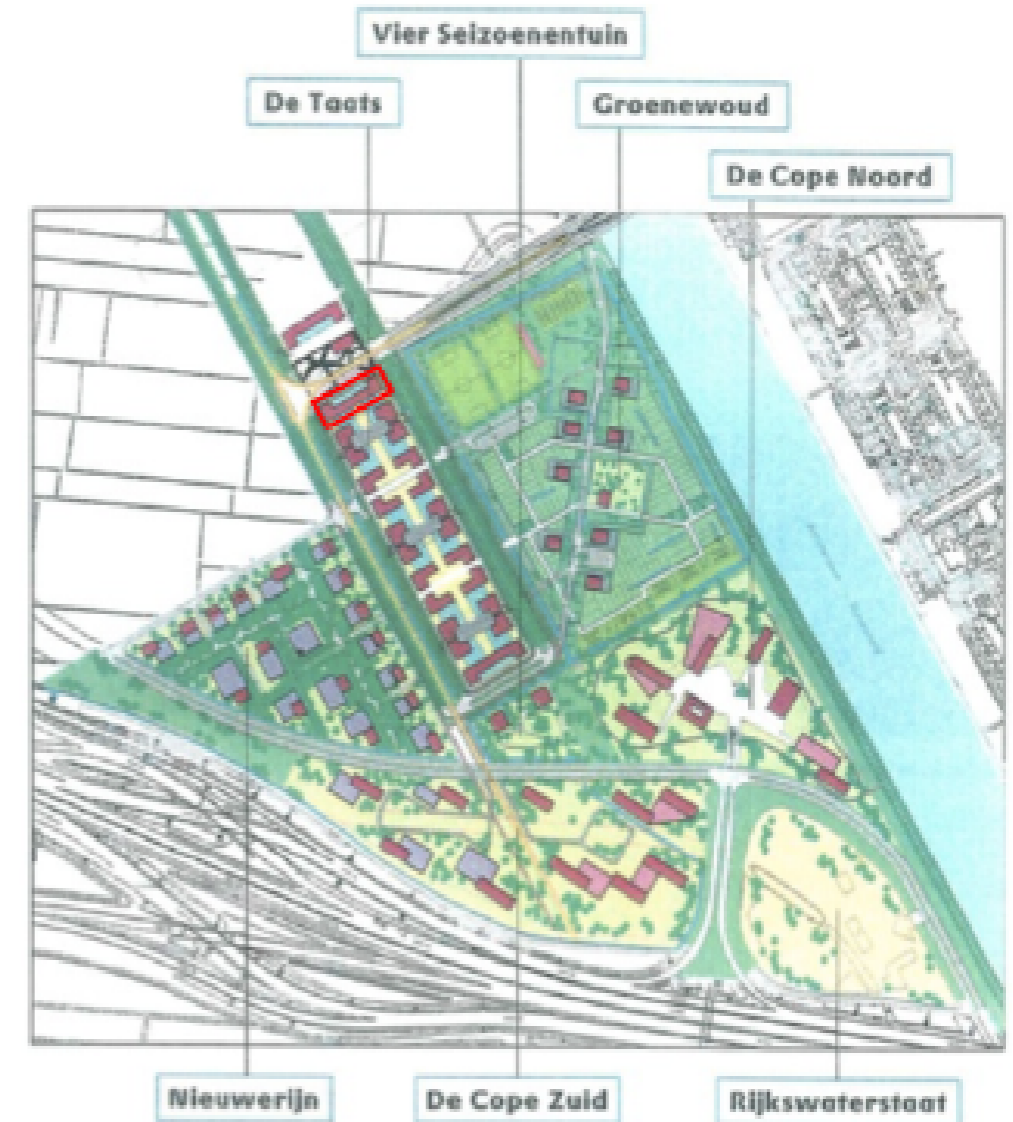 Vier Seizoenentuin
De Taats
Groenewoud
De Cope Noord
Nieuwerijn
De Cope Zuid
Rijkswaterstaat